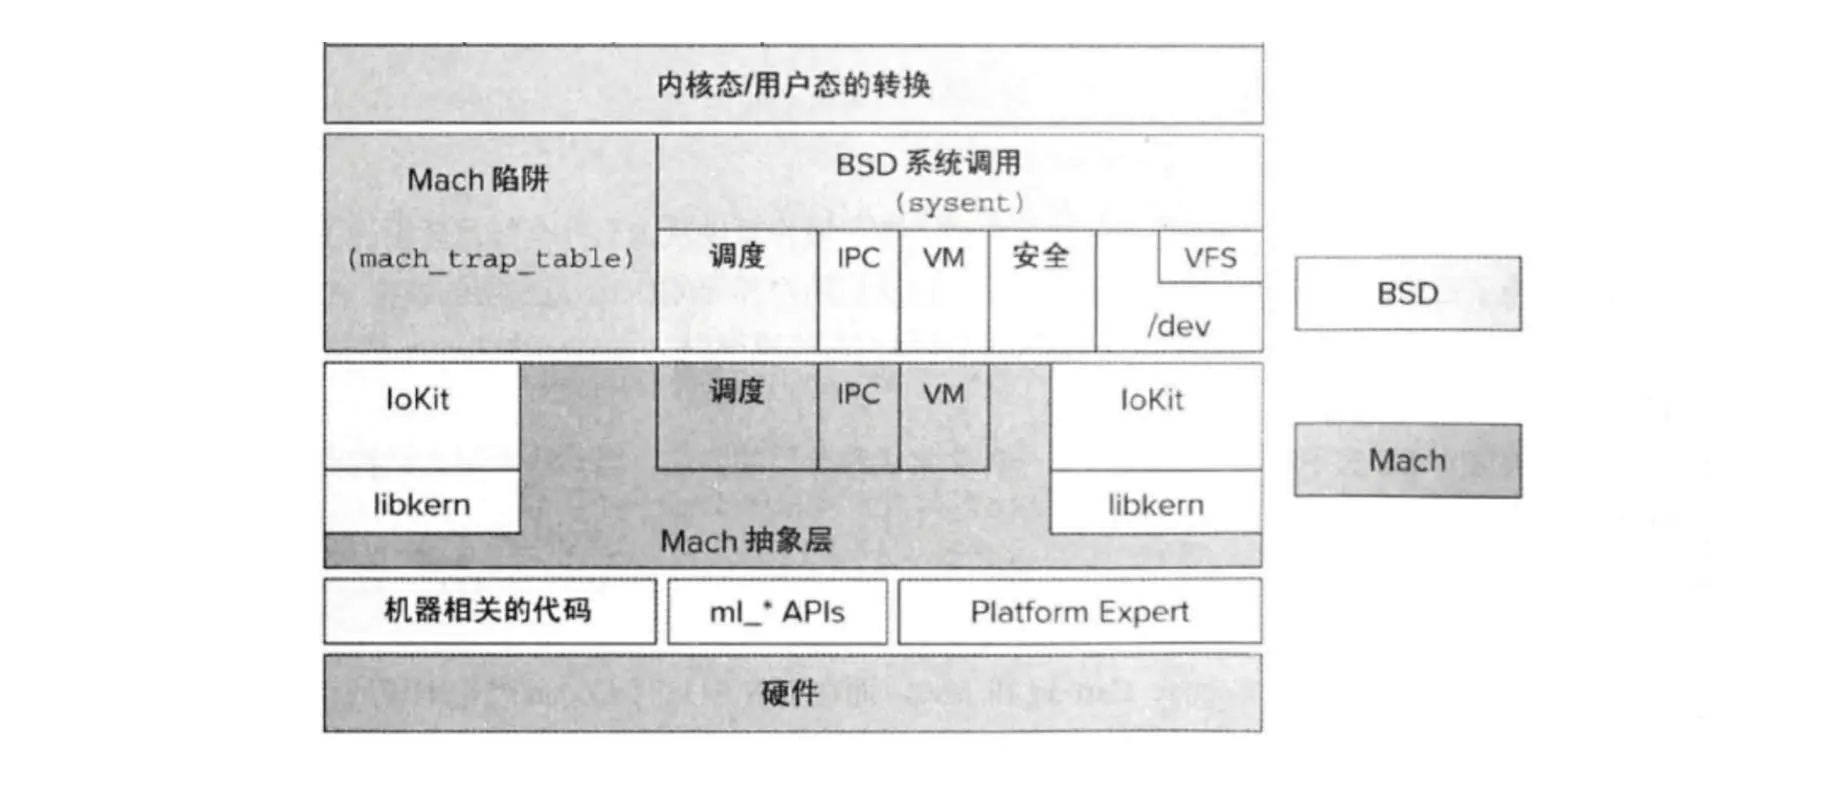 内核态/用户态的转换
Mach 陷阱
(mach_trap_table)
BSD 系统调用
(sysent)
调度
IPC
VM
安全
VFS
/dev
BSD
IoKit
调度
IPC
VM
IoKit
Mach
libkern
libkern
Mach 抽象层
机器相关的代码
ml_* APIs
Platform Expert
硬件